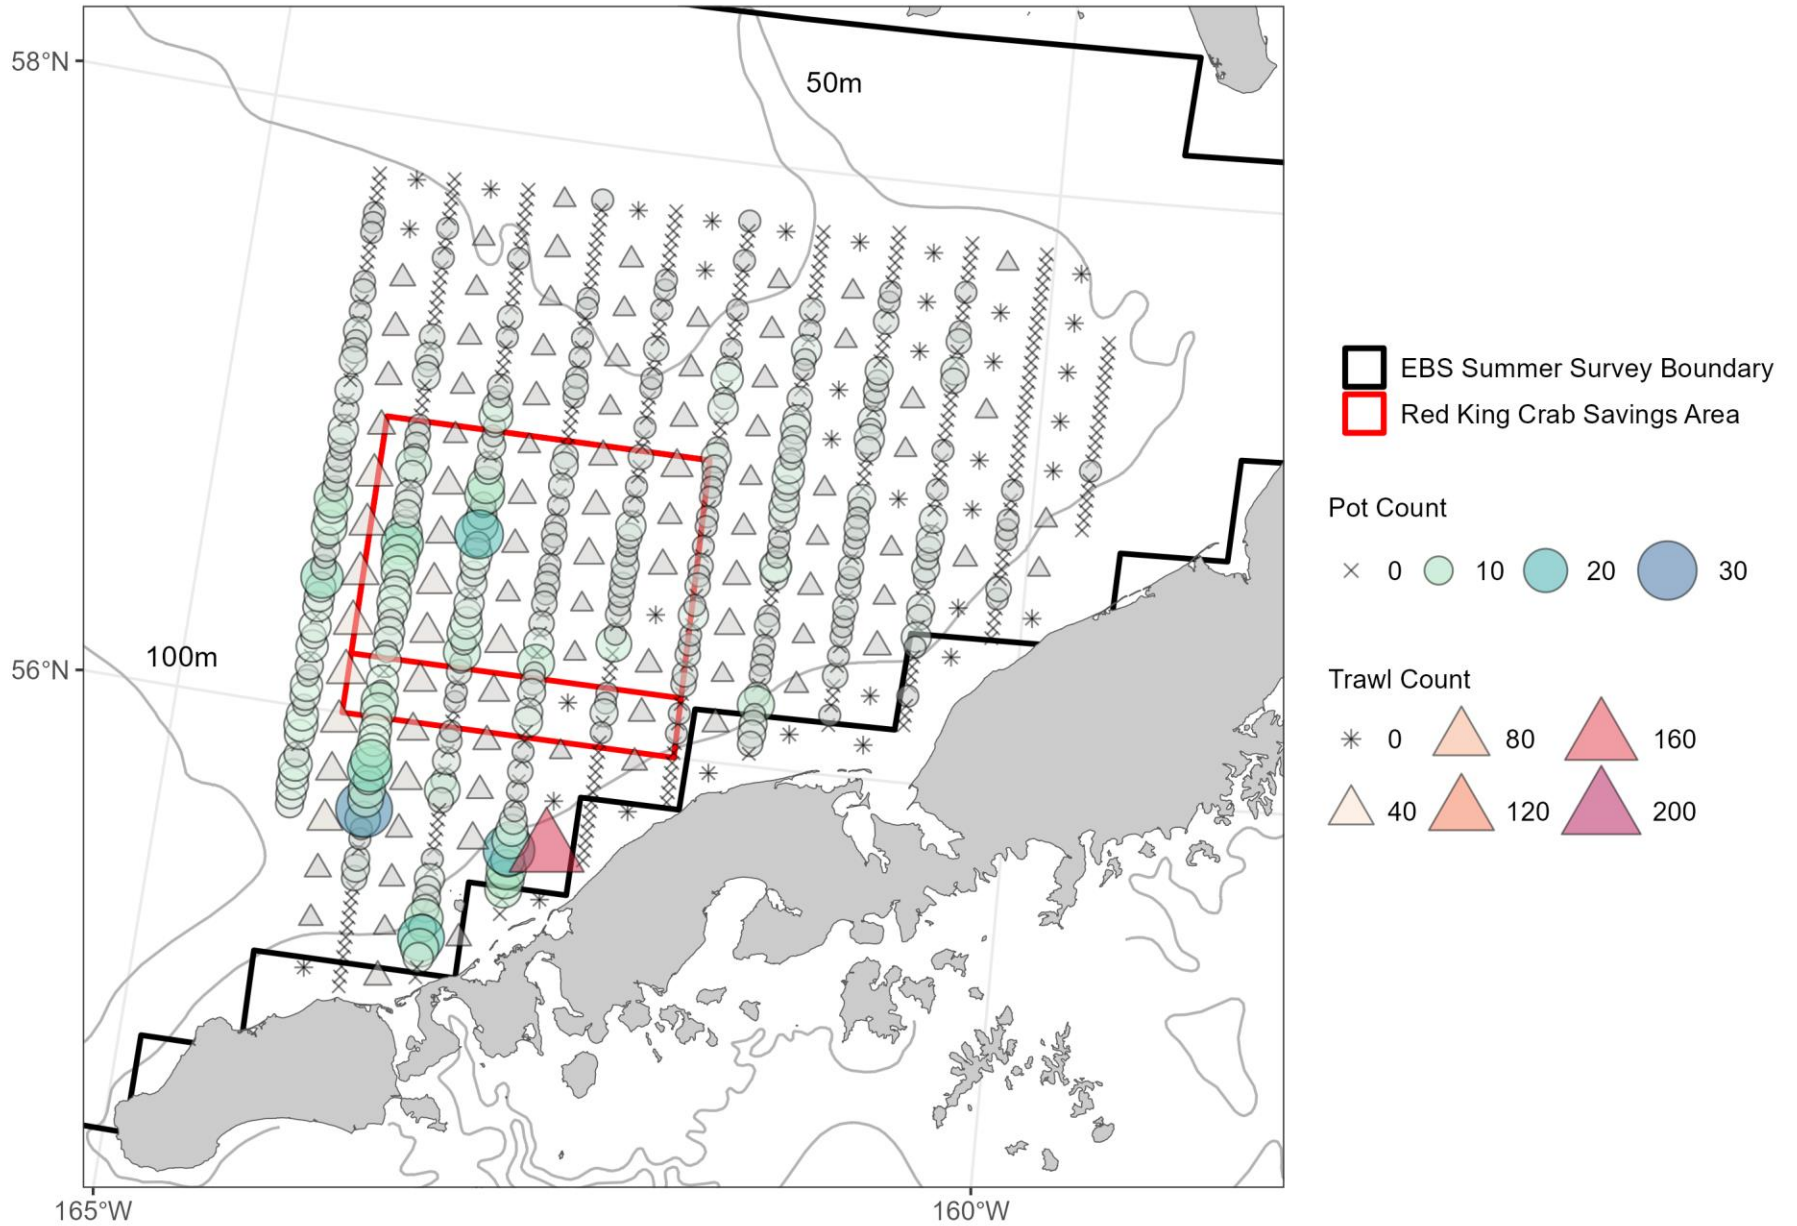 58°N
50m
56°N
100m
165°W
160°W
EBS Summer Survey Boundary
Red King Crab Savings Area
Pot Count
0 10 20 30
Trawl Count
0 80 160
40 120 200